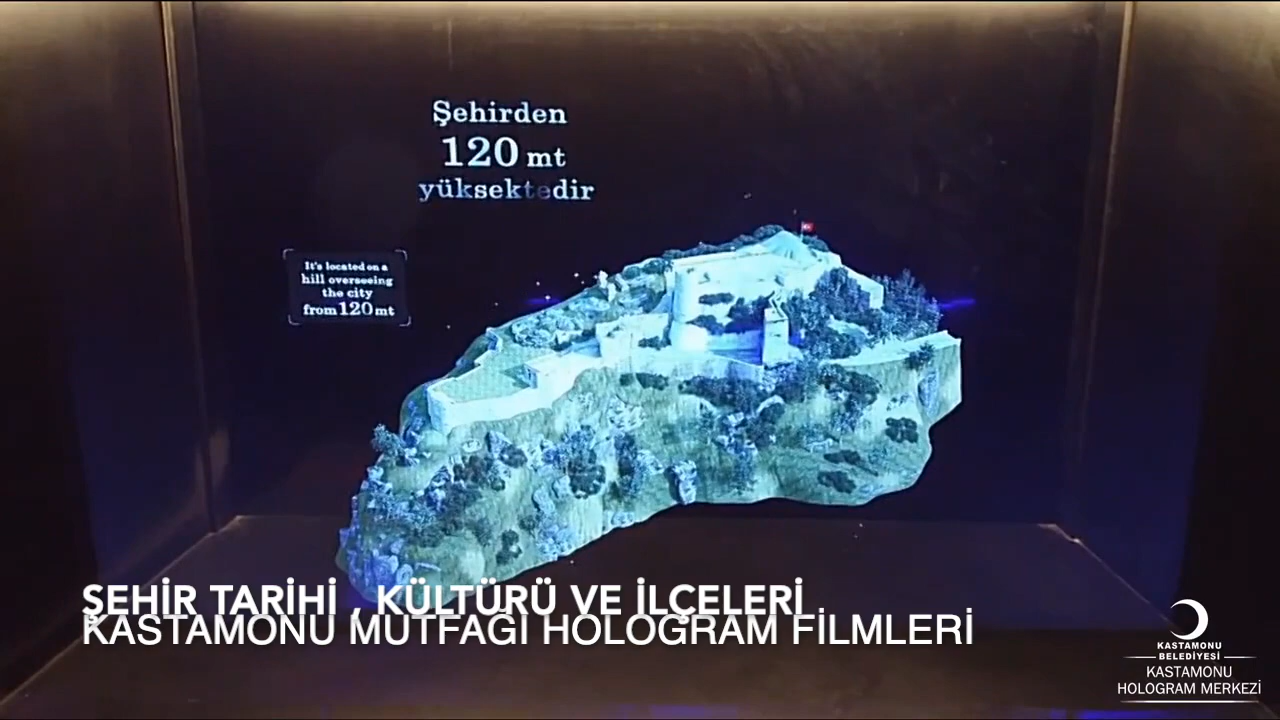 Şehirden
120 mt
yüksektedir
It's located on a
hill overseeing
the city
from 120 mt
ŞEHİR TARİHİ , KÜLTÜRÜ VE İLÇELERİ
KASTAMONU MUTFAĞI HOLOGRAM FİLMLERİ
KASTAMONU
BELEDİYESİ
KASTAMONU
HOLOGRAM MERKEZİ